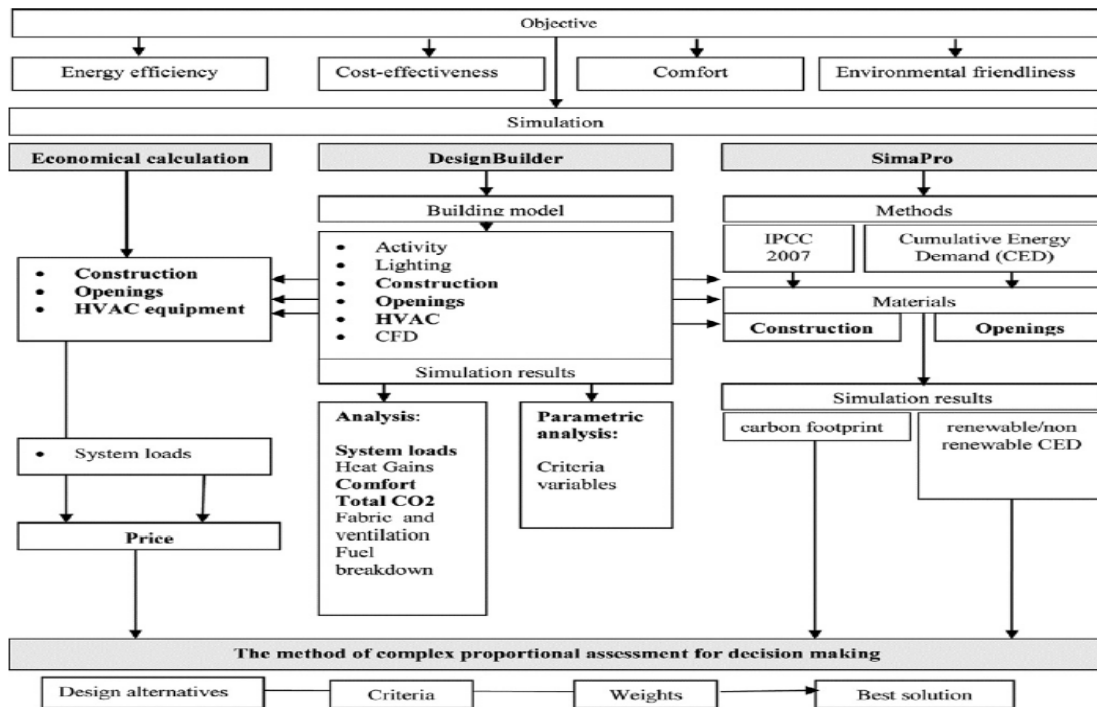 Objective
Energy efficiency
Cost-effectiveness
Comfort
Environmental friendliness
Simulation
Economical calculation
DesignBuilder
SimaPro
Building model
Methods
• Activity
• Lighting
• Construction
• Openings
• HVAC
• CFD
IPCC
2007
Cumulative Energy
Demand (CED)
• Construction
• Openings
• HVAC equipment
Materials
Construction
Openings
Simulation results
Simulation results
Analysis:
System loads
Heat Gains
Comfort
Total CO2
Fabric and
ventilation
Fuel
breakdown
Parametric
analysis:
Criteria
variables
carbon footprint
renewable/non
renewable CED
• System loads
Price
The method of complex proportional assessment for decision making
Design alternatives
Criteria
Weights
Best solution